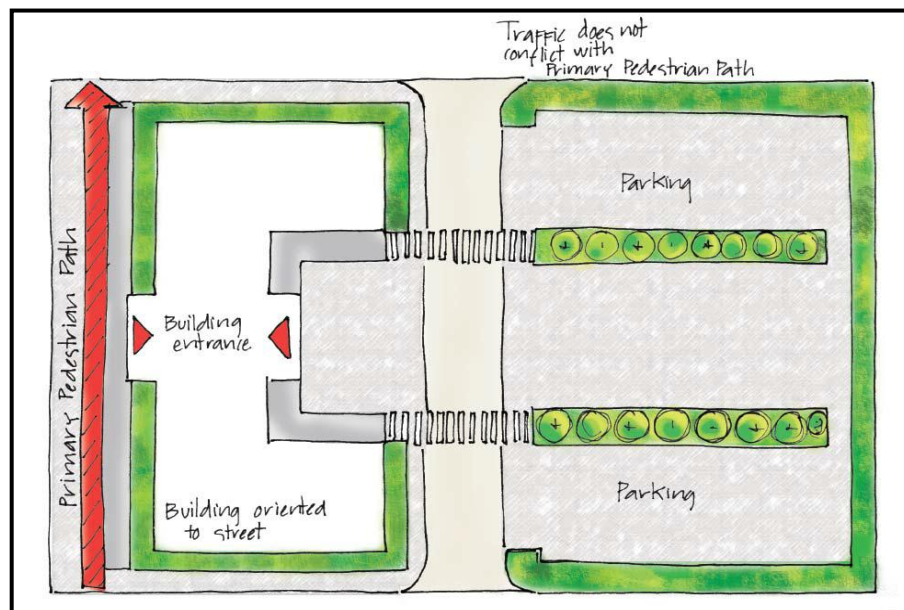 Traffic does not
conflict with
Primary Pedestrian Path
Parking
Primary Pedestrian Path
Building
entrance
Building oriented
to street
Parking